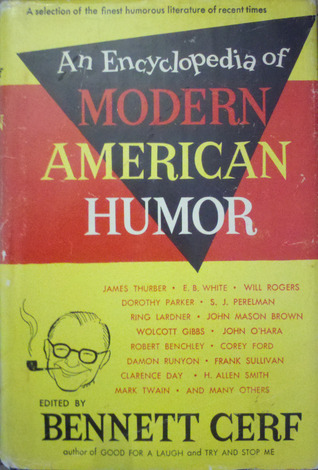 A selection of the finest humorous literature of recent times
An Encyclopedia of
MODERN
AMERICAN
HUMOR
JAMES THURBER • E. B. WHITE • WILL ROGERS
DOROTHY PARKER • S. J. PERELMAN
RING LARDNER • JOHN MASON BROWN
WOLCOTT GIBBS • JOHN O'HARA
ROBERT BENCHLEY • COREY FORD
DAMON RUNYON • FRANK SULLIVAN
CLARENCE DAY • H. ALLEN SMITH
MARK TWAIN • AND MANY OTHERS
EDITED BY
BENNETT CERF
author of GOOD FOR A LAUGH and TRY AND STOP ME